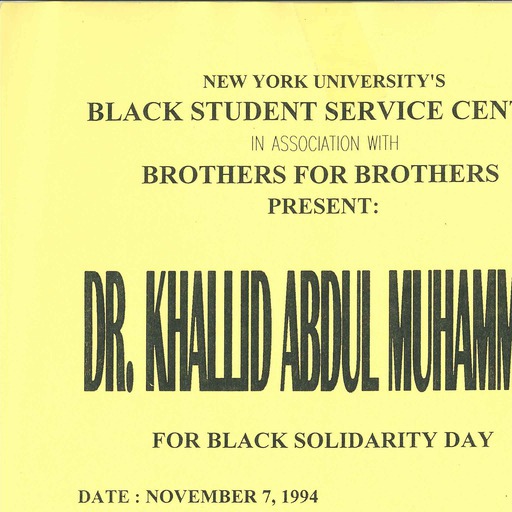 NEW YORK UNIVERSITY'S
BLACK STUDENT SERVICE CENT
IN ASSOCIATION WITH
BROTHERS FOR BROTHERS
PRESENT:
DR. KHALLID ABDUL MUHAMM
FOR BLACK SOLIDARITY DAY
DATE : NOVEMBER 7, 1994